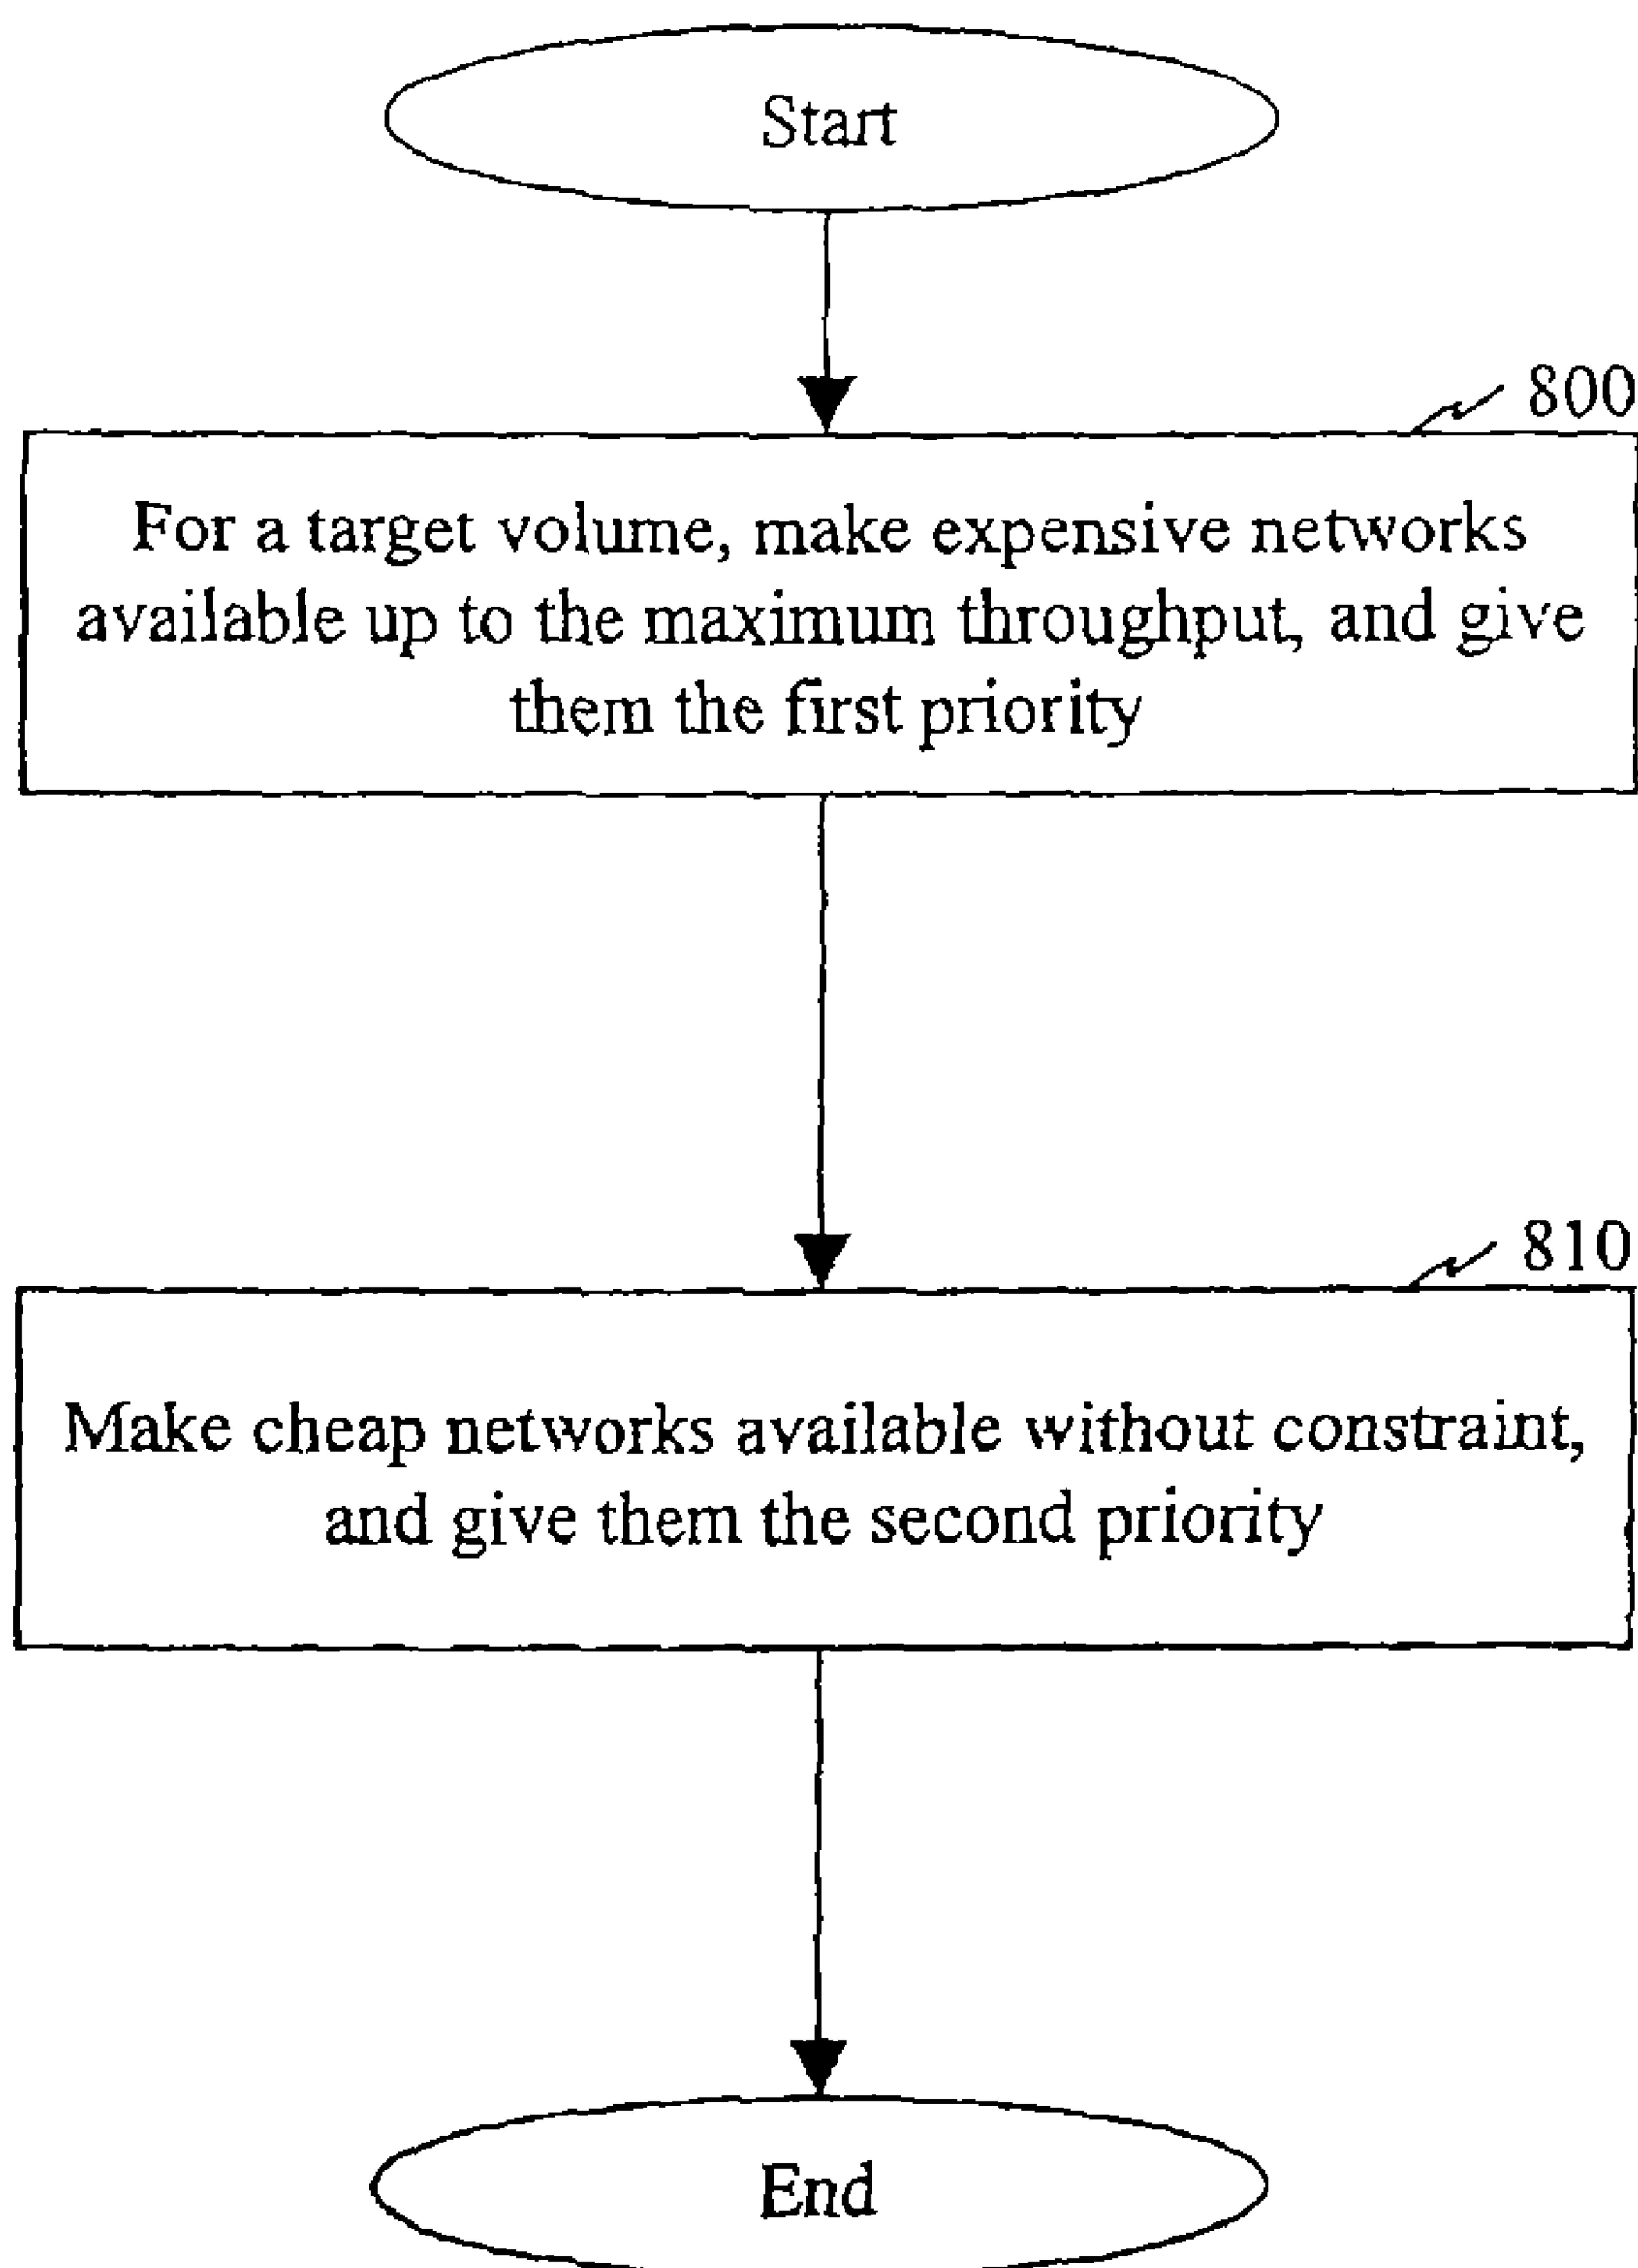 Start
800
For a target volume, make expensive networks
available up to the maximum throughput, and give
them the first priority
810
Make cheap networks available without constraint,
and give them the second priority
End